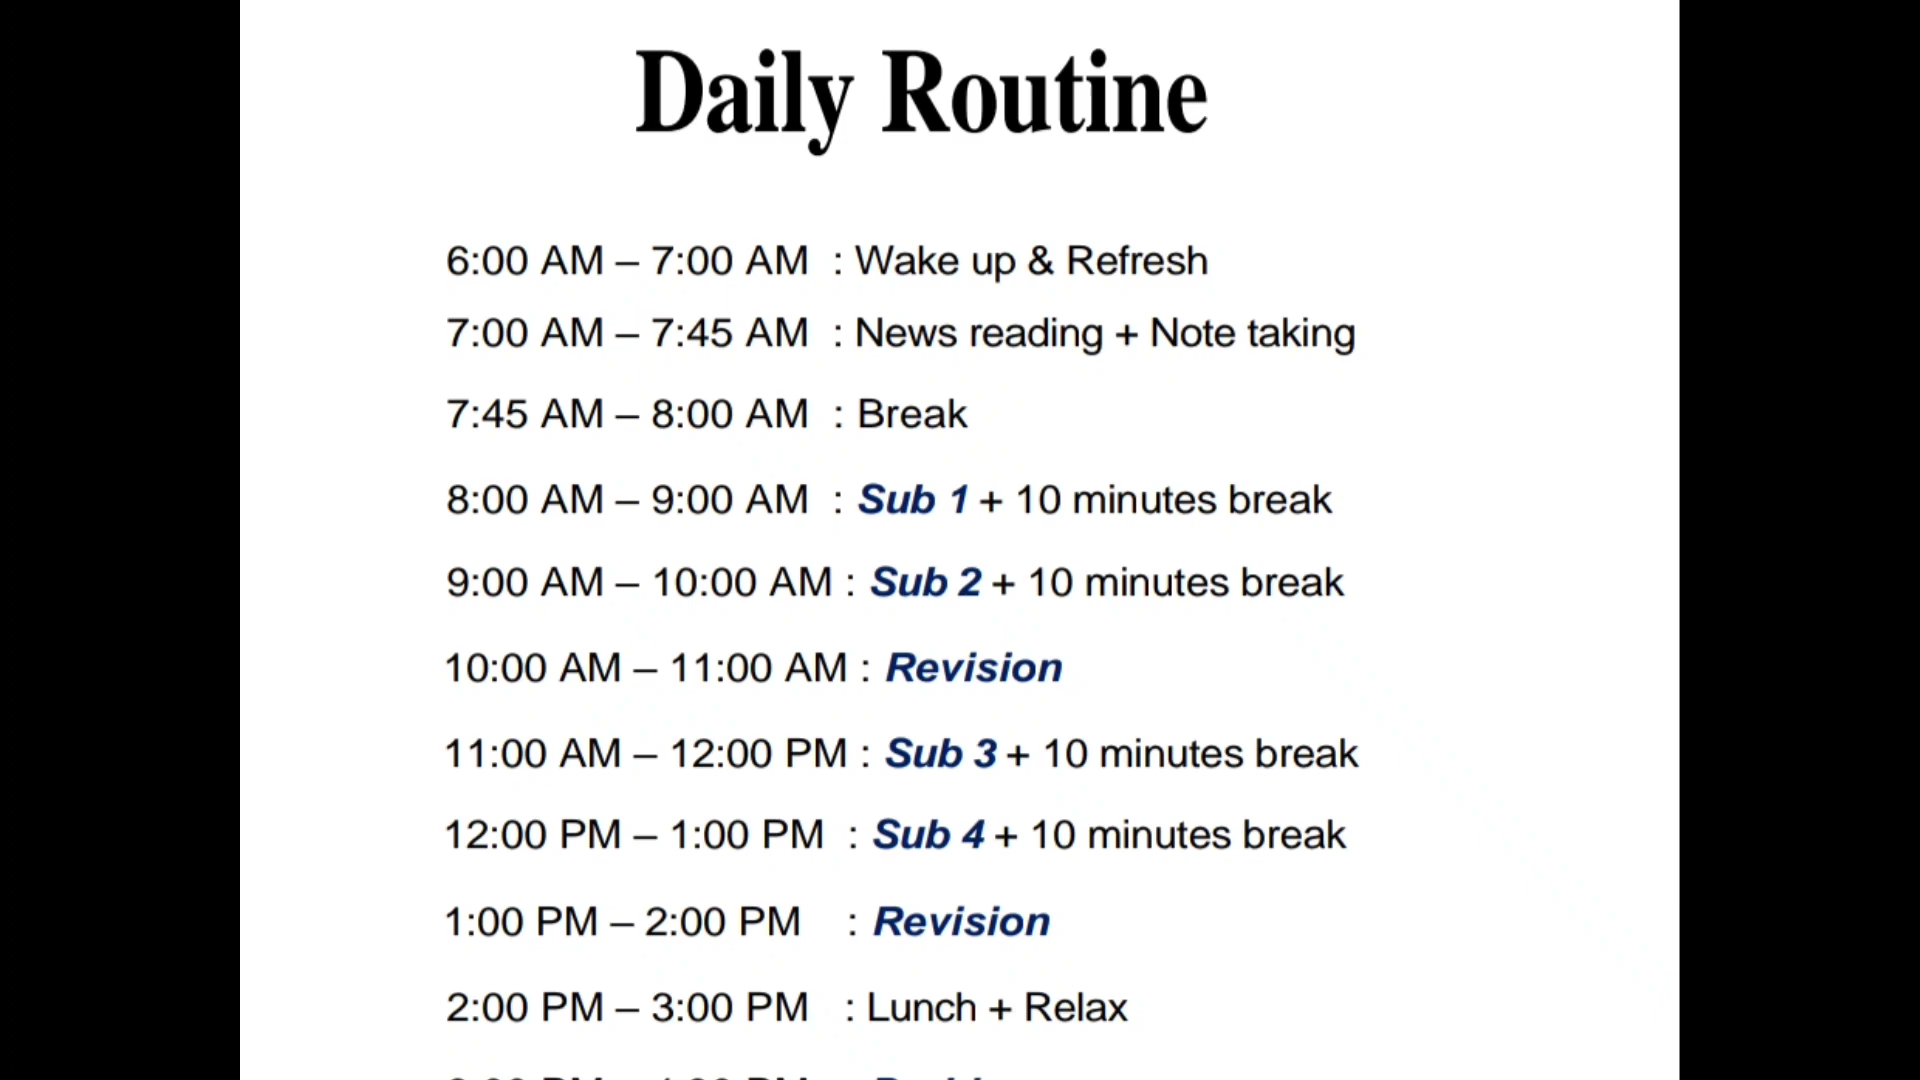 Daily Routine
6:00 AM – 7:00 AM : Wake up & Refresh
7:00 AM – 7:45 AM : News reading + Note taking
7:45 AM – 8:00 AM : Break
8:00 AM – 9:00 AM : Sub 1 + 10 minutes break
9:00 AM – 10:00 AM : Sub 2 + 10 minutes break
10:00 AM – 11:00 AM : Revision
11:00 AM – 12:00 PM : Sub 3 + 10 minutes break
12:00 PM – 1:00 PM : Sub 4 + 10 minutes break
1:00 PM – 2:00 PM : Revision
2:00 PM – 3:00 PM : Lunch + Relax